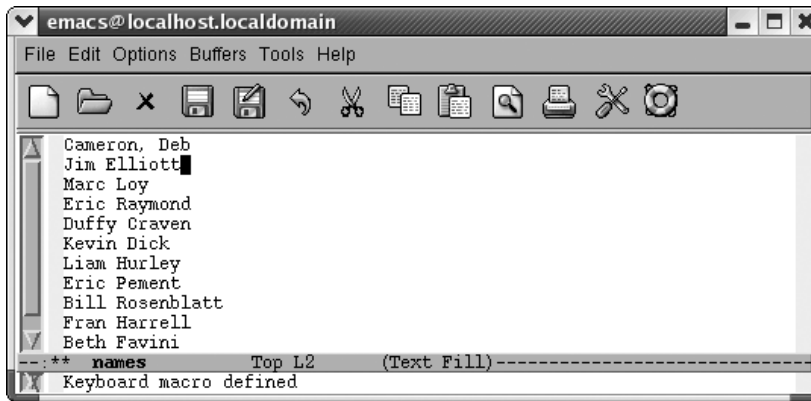 emacs@localhost.localdomain
File Edit Options Buffers Tools Help
Cameron, Deb
Jim Elliott
Marc Loy
Eric Raymond
Duffy Craven
Kevin Dick
Liam Hurley
Eric Pement
Bill Rosenblatt
Fran Harrell
Beth Favini
--:** names Top L2 (Text Fill)------------------------------
Keyboard macro defined